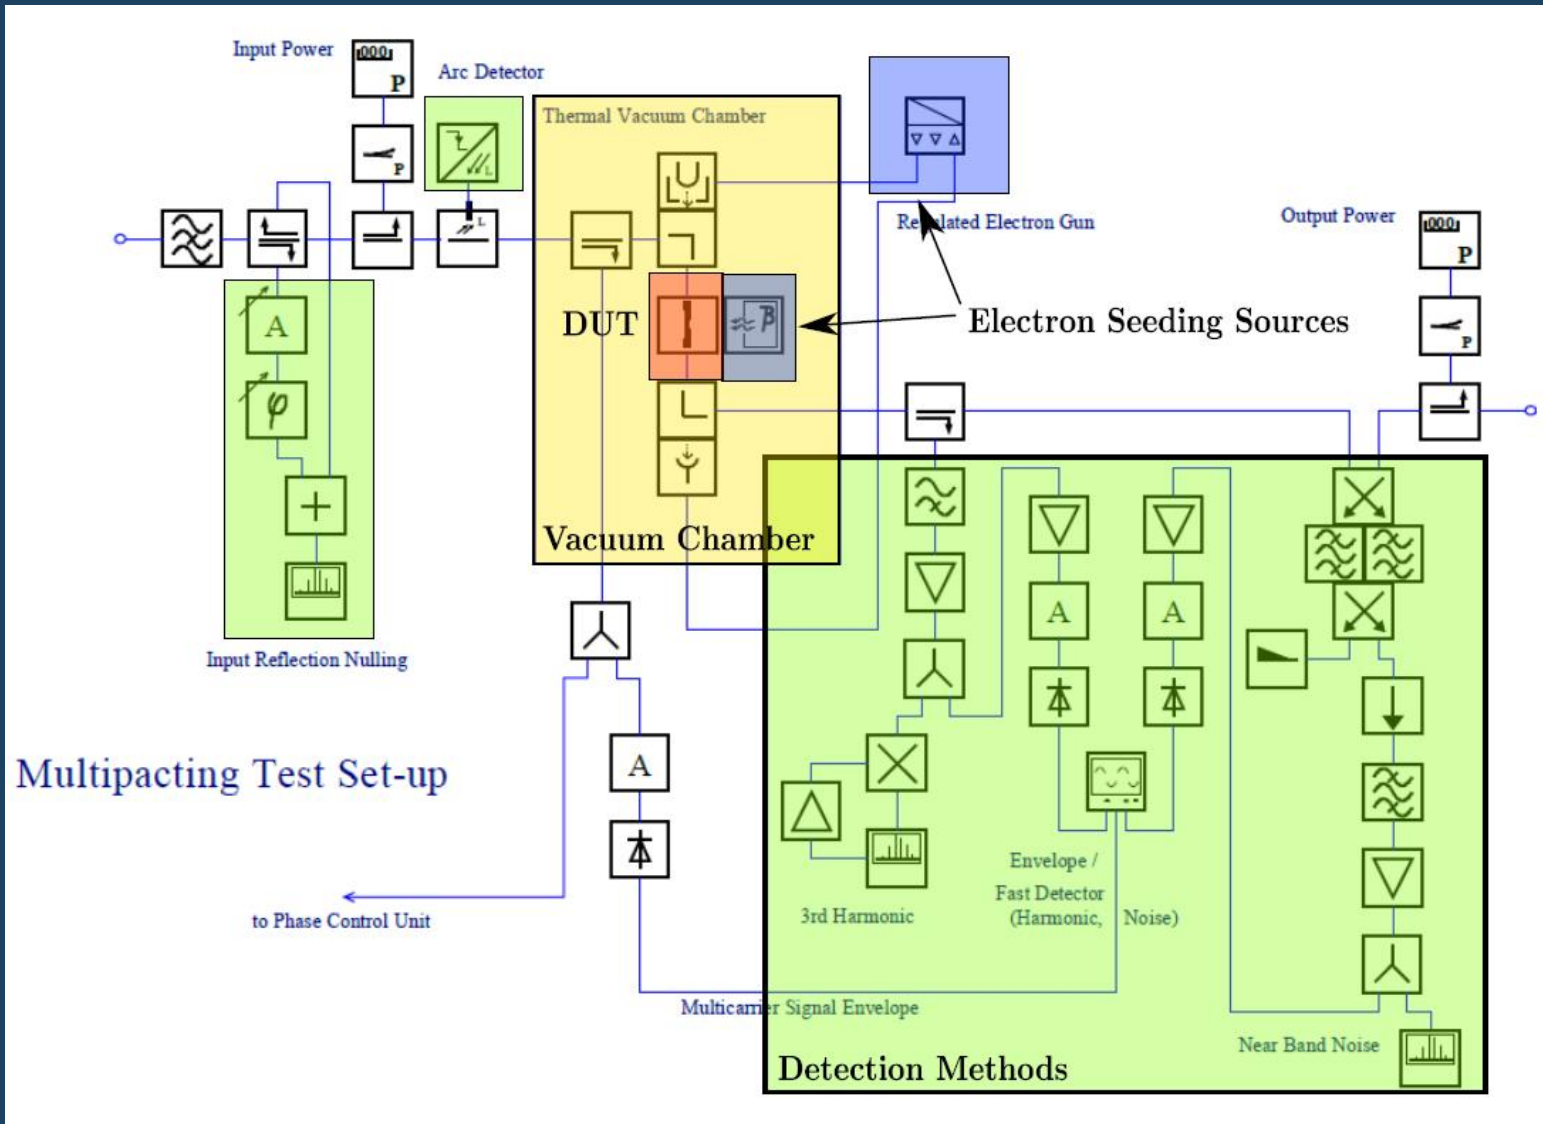 Input Power
000
P
Arc Detector
P
L
L
Thermal Vacuum Chamber
Regulated Electron Gun
Output Power
000
P
P
A
φ
+
Input Reflection Nulling
DUT
β
Electron Seeding Sources
Vacuum Chamber
A
A
A
Multipacting Test Set-up
to Phase Control Unit
3rd Harmonic
Envelope /
Fast Detector
(Harmonic, Noise)
Multicarrier Signal Envelope
Near Band Noise
Detection Methods